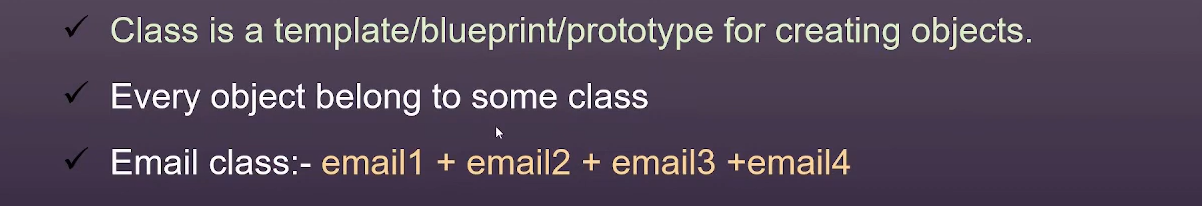 ✓ Class is a template/blueprint/prototype for creating objects.
✓ Every object belong to some class
✓ Email class:- email1 + email2 + email3 +email4